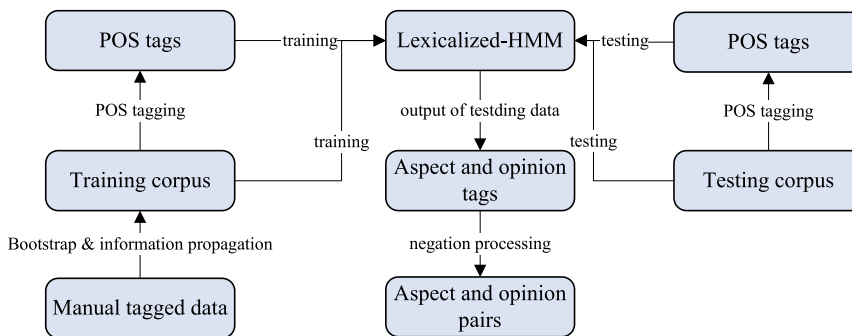 POS tags
training
Lexicalized-HMM
testing
POS tags
POS tagging
output of testding data
POS tagging
training
testing
Training corpus
Aspect and opinion
tags
Testing corpus
Bootstrap & information propagation
negation processing
Manual tagged data
Aspect and opinion
pairs